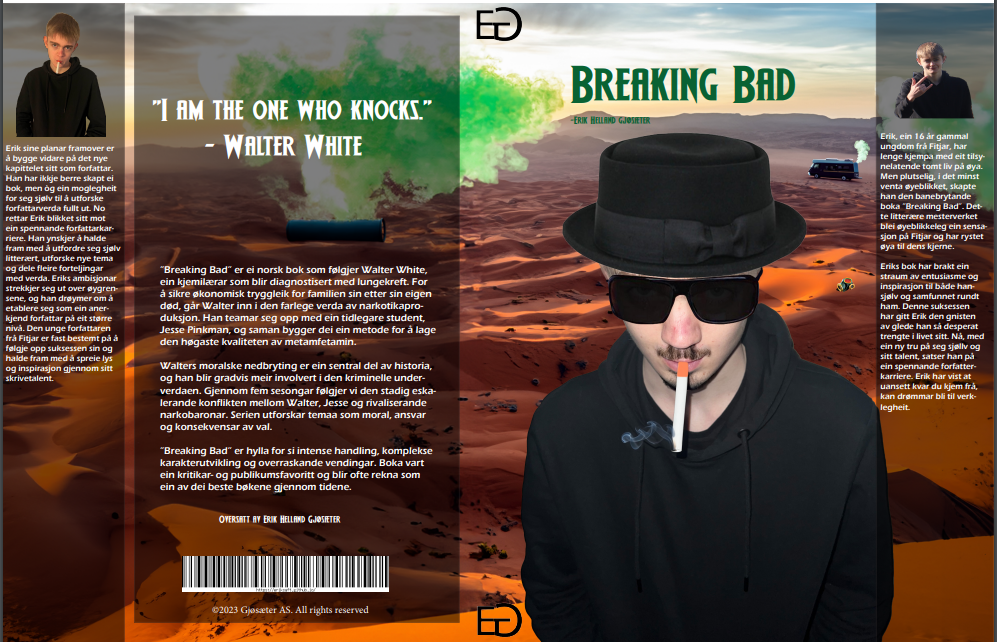 Erik sine planar framover er
å bygge vidare på det nye
kapittelet sitt som forfattar.
Han har ikkje berre skapt ei
bok, men òg ein moglegheit
for seg sjølv til å utforske
forfattarverda fullt ut. No
rettar Erik blikket sitt mot
ein spennande forfattarkar-
riere. Han ynskjer å halde
fram med å utfordre seg sjølv
litterært, utforske nye tema
og dele fleire forteljingar
med verda. Eriks ambisjonar
strekkjer seg ut over øygren-
sene, og han drøymer om å
etablere seg som ein aner-
kjend forfattar på eit større
nivå. Den unge forfattaren
frå Fitjar er fast bestemt på å
følgje opp suksessen sin og
halde fram med å spreie lys
og inspirasjon gjennom sitt
skrivetalent.
"I AM THE ONE WHO KNOCKS."
- WALTER WHITE
"Breaking Bad" er ei norsk bok som følgjer Walter White,
ein kjemilærar som blir diagnostisert med lungekreft. For
å sikre økonomisk tryggleik for familien sin etter sin eigen
død, går Walter inn i den farlege verda av narkotikapro-
duksjon. Han teamar seg opp med ein tidlegare student,
Jesse Pinkman, og saman bygger dei ein metode for å lage
den høgaste kvaliteten av metamfetamin.
Walters moralske nedbryting er ein sentral del av historia,
og han blir gradvis meir involvert i den kriminelle under-
verdaen. Gjennom fem sesongar følgjer vi den stadig eska-
lerande konflikten mellom Walter, Jesse og rivaliserande
narkobaronar. Serien utforskar temaa som moral, ansvar
og konsekvensar av val.
"Breaking Bad" er hylla for si intense handling, komplekse
karakterutvikling og overraskande vendingar. Boka vart
ein kritikar- og publikumsfavoritt og blir ofte rekna som
ein av dei beste bøkene gjennom tidene.
OVERSATT AV ERIK HELLAND GJØSÆTER
https://eriksoft.github.io/
©2023 Gjøsæter AS. All rights reserved
EG
EG
BREAKING BAD
-ERIK HELLAND GJØSÆTER
Erik, ein 16 år gammal
ungdom frå Fitjar, har
lenge kjempa med eit tilsy-
nelatende tomt liv på øya.
Men plutseleg, i det minst
venta øyeblikket, skapte
han den banebrytande
boka "Breaking Bad". Det-
te litterære mesterverket
blei øyeblikkeleg ein sensa-
sjon på Fitjar og har rystet
øya til dens kjerne.
Eriks bok har brakt ein
straum av entusiasme og
inspirasjon til både han-
sjølv og samfunnet rundt
ham. Denne suksessen
har gitt Erik den gnisten
av glede han så desperat
trengte i livet sitt. Nå, med
ein ny tru på seg sjølv og
sitt talent, satser han på
ein spennande forfatter-
karriere. Erik har vist at
uansett kvar du kjem frå,
kan drømmar bli til verk-
legheit.